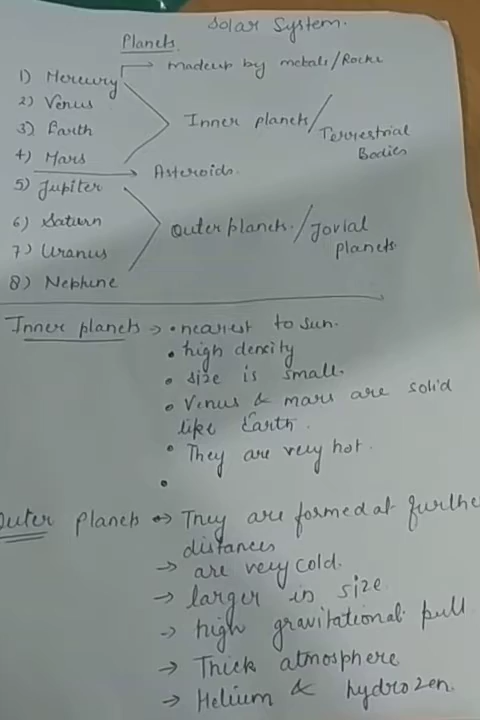 Solar System.
Planets
1) Mercury → madeup by metals/Rocks
2) Venus
3) Earth
Inner planets/
Terrestrial
Bodies
4) Mars
→ Asteroids.
5) Jupiter
6) Saturn
Outer planets./Jovial
planets.
7) Uranus
8) Nephune
Inner planets → • nearest to sun.
• high dencity
• size is small.
• Venus & mars are solid
like Earth.
• They are very hot.
•
Outer planets → They are formed at furthe
distances
→ are very cold.
→ larger in size
→ high gravitational pull
→ Thick atmosphere
→ Helium & hydrozen.